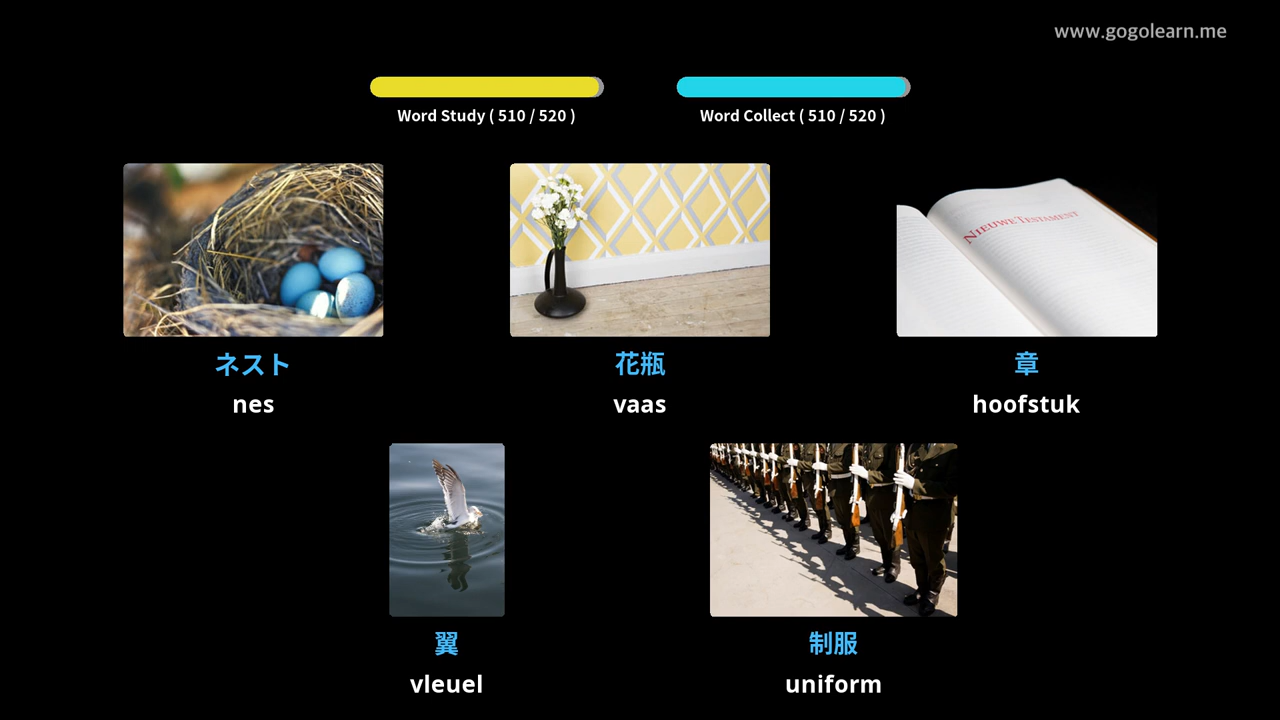 www.gogolearn.me
Word Study ( 510 / 520 )
Word Collect ( 510 / 520 )
NIEUWE TESTAMENT
ネスト
nes
花瓶
vaas
章
hoofstuk
翼
vleuel
制服
uniform